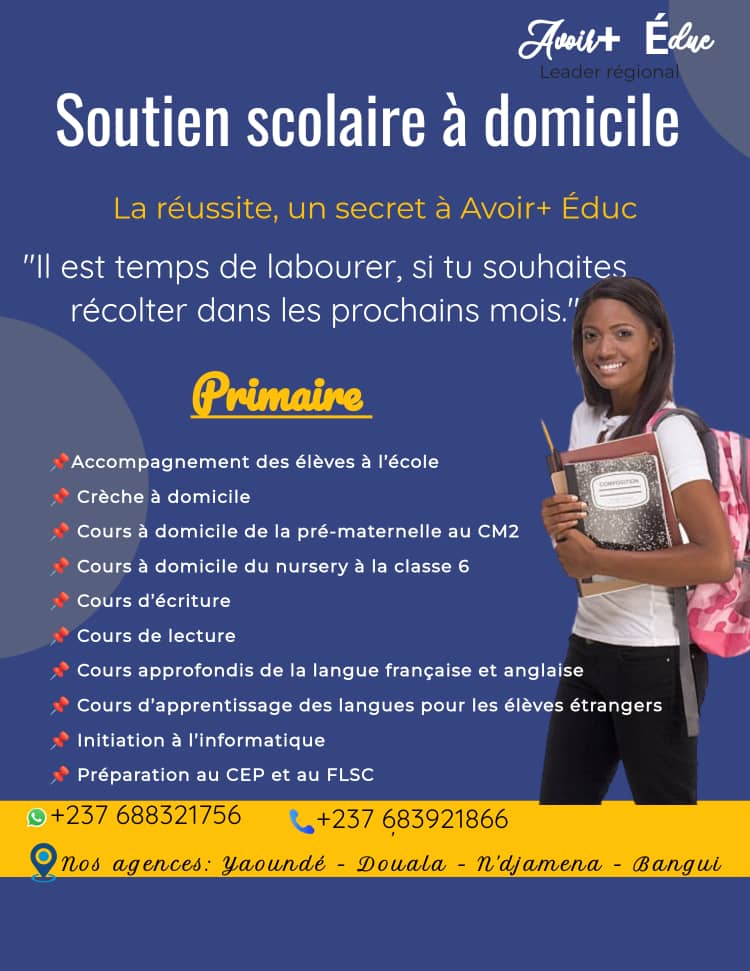 Avoir+ Éduc
Leader régional
Soutien scolaire à domicile
La réussite, un secret à Avoir+ Éduc
"Il est temps de labourer, si tu souhaites
récolter dans les prochains mois."
Primaire
Accompagnement des élèves à l'école
Crèche à domicile
Cours à domicile de la pré-maternelle au CM2
Cours à domicile du nursery à la classe 6
Cours d'écriture
Cours de lecture
Cours approfondis de la langue française et anglaise
Cours d'apprentissage des langues pour les élèves étrangers
Initiation à l'informatique
Préparation au CEP et au FLSC
COMPOSITION
+237 688321756 +237 683921866
,
Nos agences: Yaoundé - Douala - N'djamena - Bangui